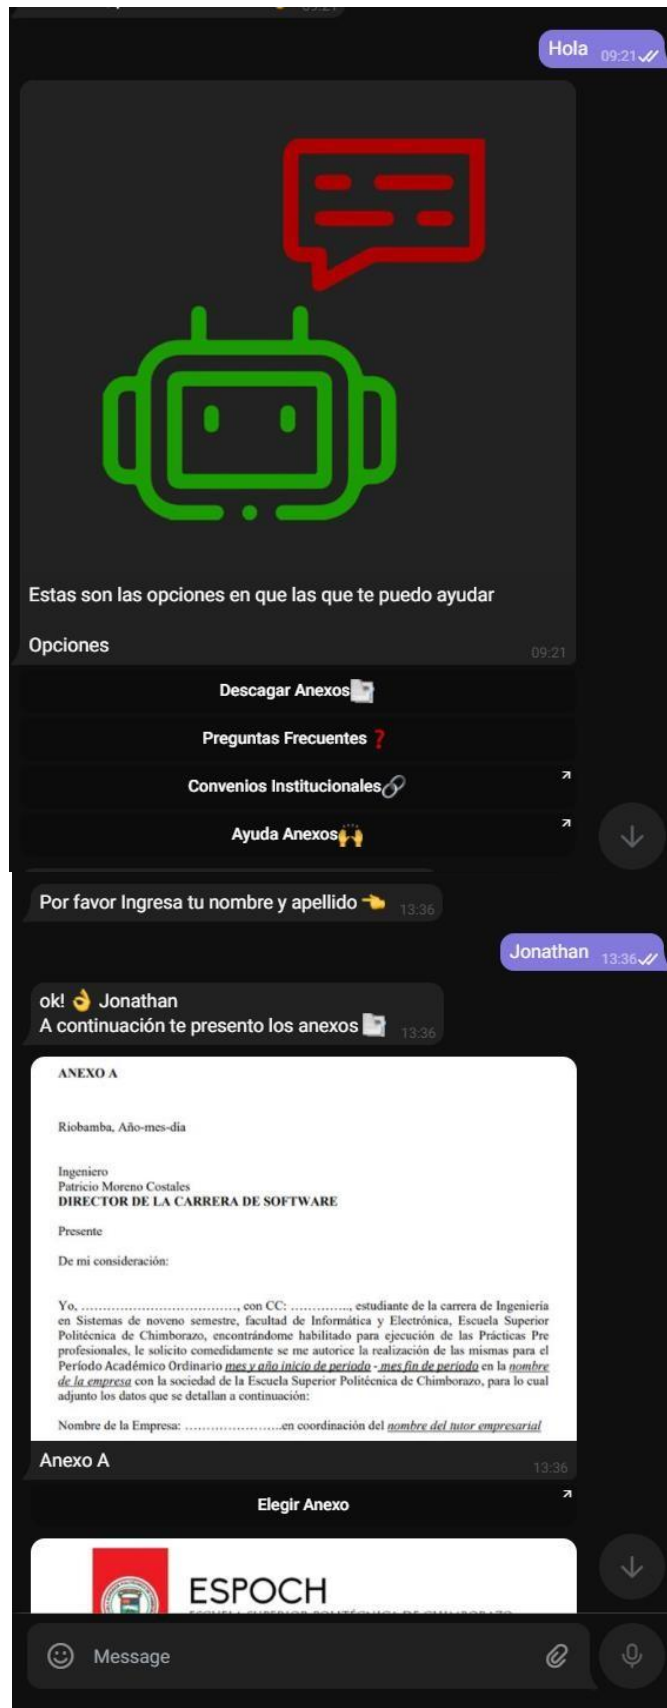 Hola 09:21
Estas son las opciones en que las que te puedo ayudar
Opciones 09:21
Descagar Anexos
Preguntas Frecuentes ❓
Convenios Institucionales🔗
Ayuda Anexos🙌
Por favor Ingresa tu nombre y apellido 👈 13:36
Jonathan 13:36
ok! 👌 Jonathan
A continuación te presento los anexos 13:36
ANEXO A
Riobamba, Año-mes-día
Ingeniero
Patricio Moreno Costales
DIRECTOR DE LA CARRERA DE SOFTWARE
Presente
De mi consideración:
Yo, ……………………………., con CC: …………., estudiante de la carrera de Ingeniería
en Sistemas de noveno semestre, facultad de Informática y Electrónica, Escuela Superior
Politécnica de Chimborazo, encontrándome habilitado para ejecución de las Prácticas Pre
profesionales, le solicito comedidamente se me autorice la realización de las mismas para el
Período Académico Ordinario mes y año inicio de periodo - mes fin de periodo en la nombre
de la empresa con la sociedad de la Escuela Superior Politécnica de Chimborazo, para lo cual
adjunto los datos que se detallan a continuación:
Nombre de la Empresa: …………………..en coordinación del nombre del tutor empresarial
Anexo A 13:36
Elegir Anexo
ESPOCH
Message